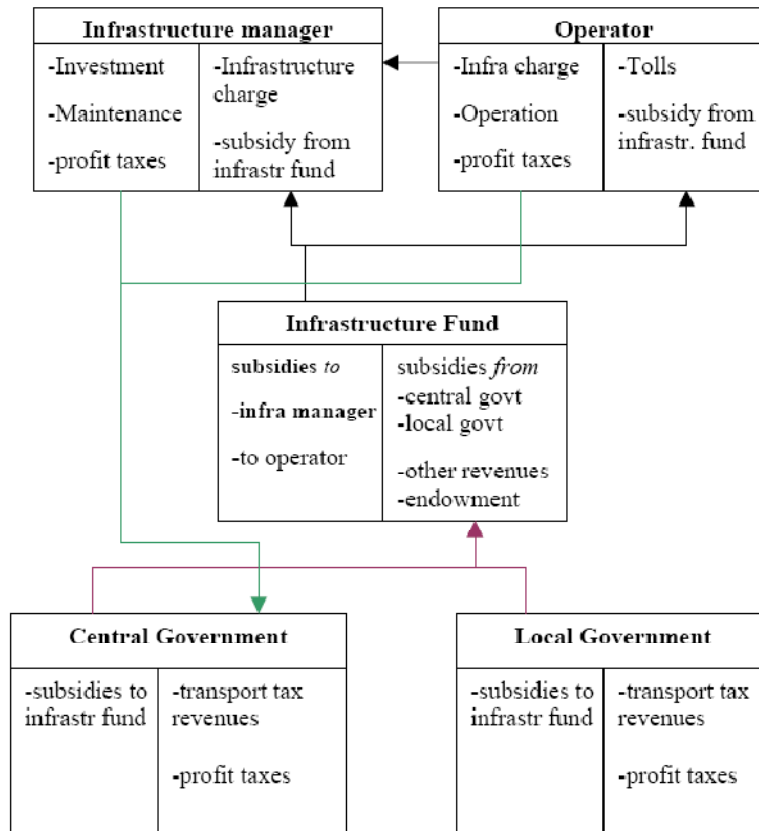 Infrastructure manager
-Investment
-Maintenance
-profit taxes
-Infrastructure
charge
-subsidy from
infrastr fund
Operator
-Infra charge
-Operation
-profit taxes
-Tolls
-subsidy from
infrastr. fund
Infrastructure Fund
subsidies to
-infra manager
-to operator
subsidies from
-central govt
-local govt
-other revenues
-endowment
Central Government
-subsidies to
infrastr fund
-transport tax
revenues
-profit taxes
Local Government
-subsidies to
infrastr fund
-transport tax
revenues
-profit taxes